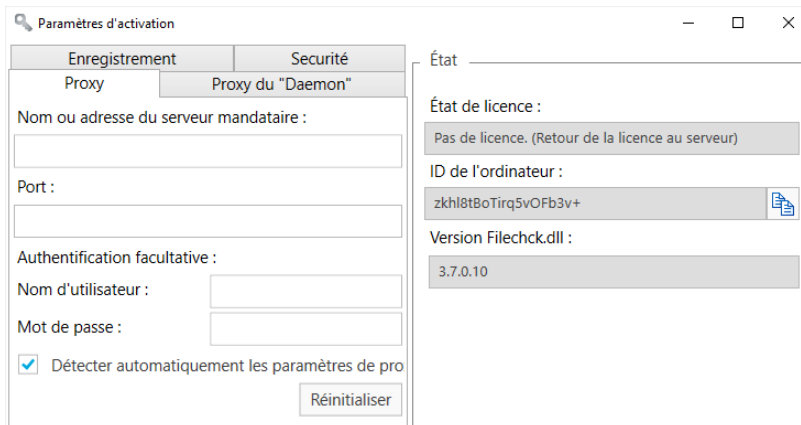 Paramètres d'activation
Enregistrement
Securité
Proxy
Proxy du "Daemon"
Nom ou adresse du serveur mandataire :
Port :
Authentification facultative :
Nom d'utilisateur :
Mot de passe :
Détecter automatiquement les paramètres de pro
Réinitialiser
État
État de licence :
Pas de licence. (Retour de la licence au serveur)
ID de l'ordinateur :
zkhl8tBoTirq5vOFb3v+
Version Filechck.dll :
3.7.0.10